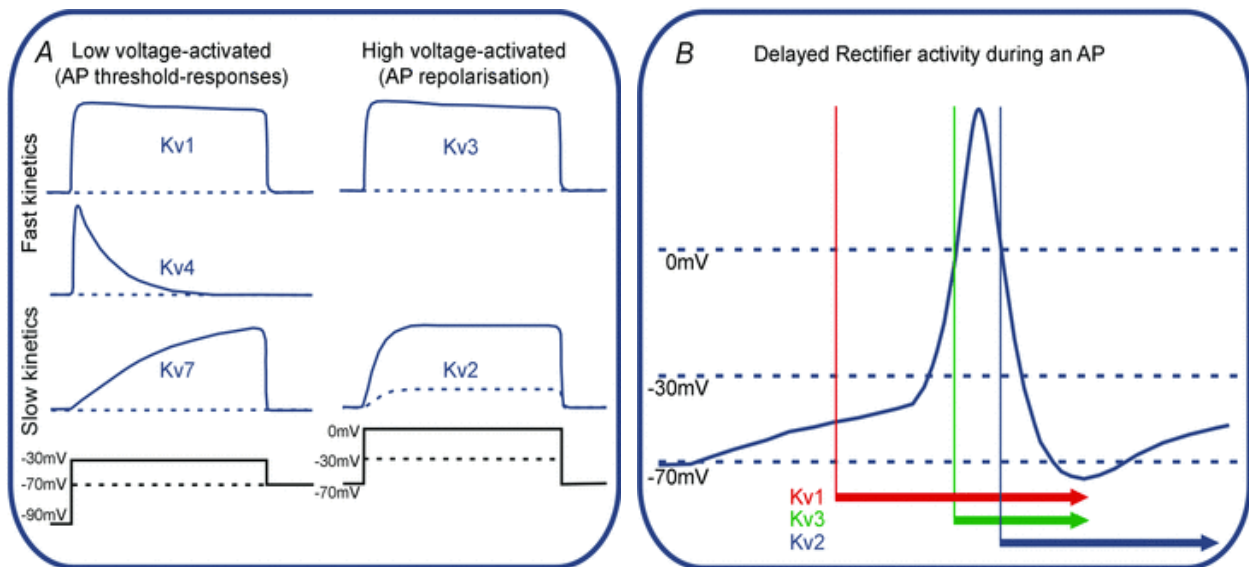 A
Low voltage-activated
(AP threshold-responses)
High voltage-activated
(AP repolarisation)
Fast kinetics
Kv1
Kv3
Kv4
Slow kinetics
Kv7
Kv2
-30mV
-70mV
-90mV
0mV
-30mV
-70mV
B
Delayed Rectifier activity during an AP
0mV
-30mV
-70mV
Kv1
Kv3
Kv2